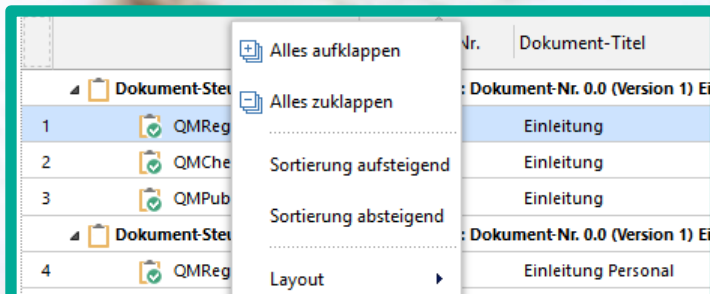 Nr. Dokument-Titel
Alles aufklappen
Dokument-Steu : Dokument-Nr. 0.0 (Version 1) Ei
Alles zuklappen
1 QMReg Einleitung
2 QMChe Einleitung
Sortierung aufsteigend
3 QMPub Einleitung
Sortierung absteigend
Dokument-Steu : Dokument-Nr. 0.0 (Version 1) Ei
4 QMReg Einleitung Personal
Layout